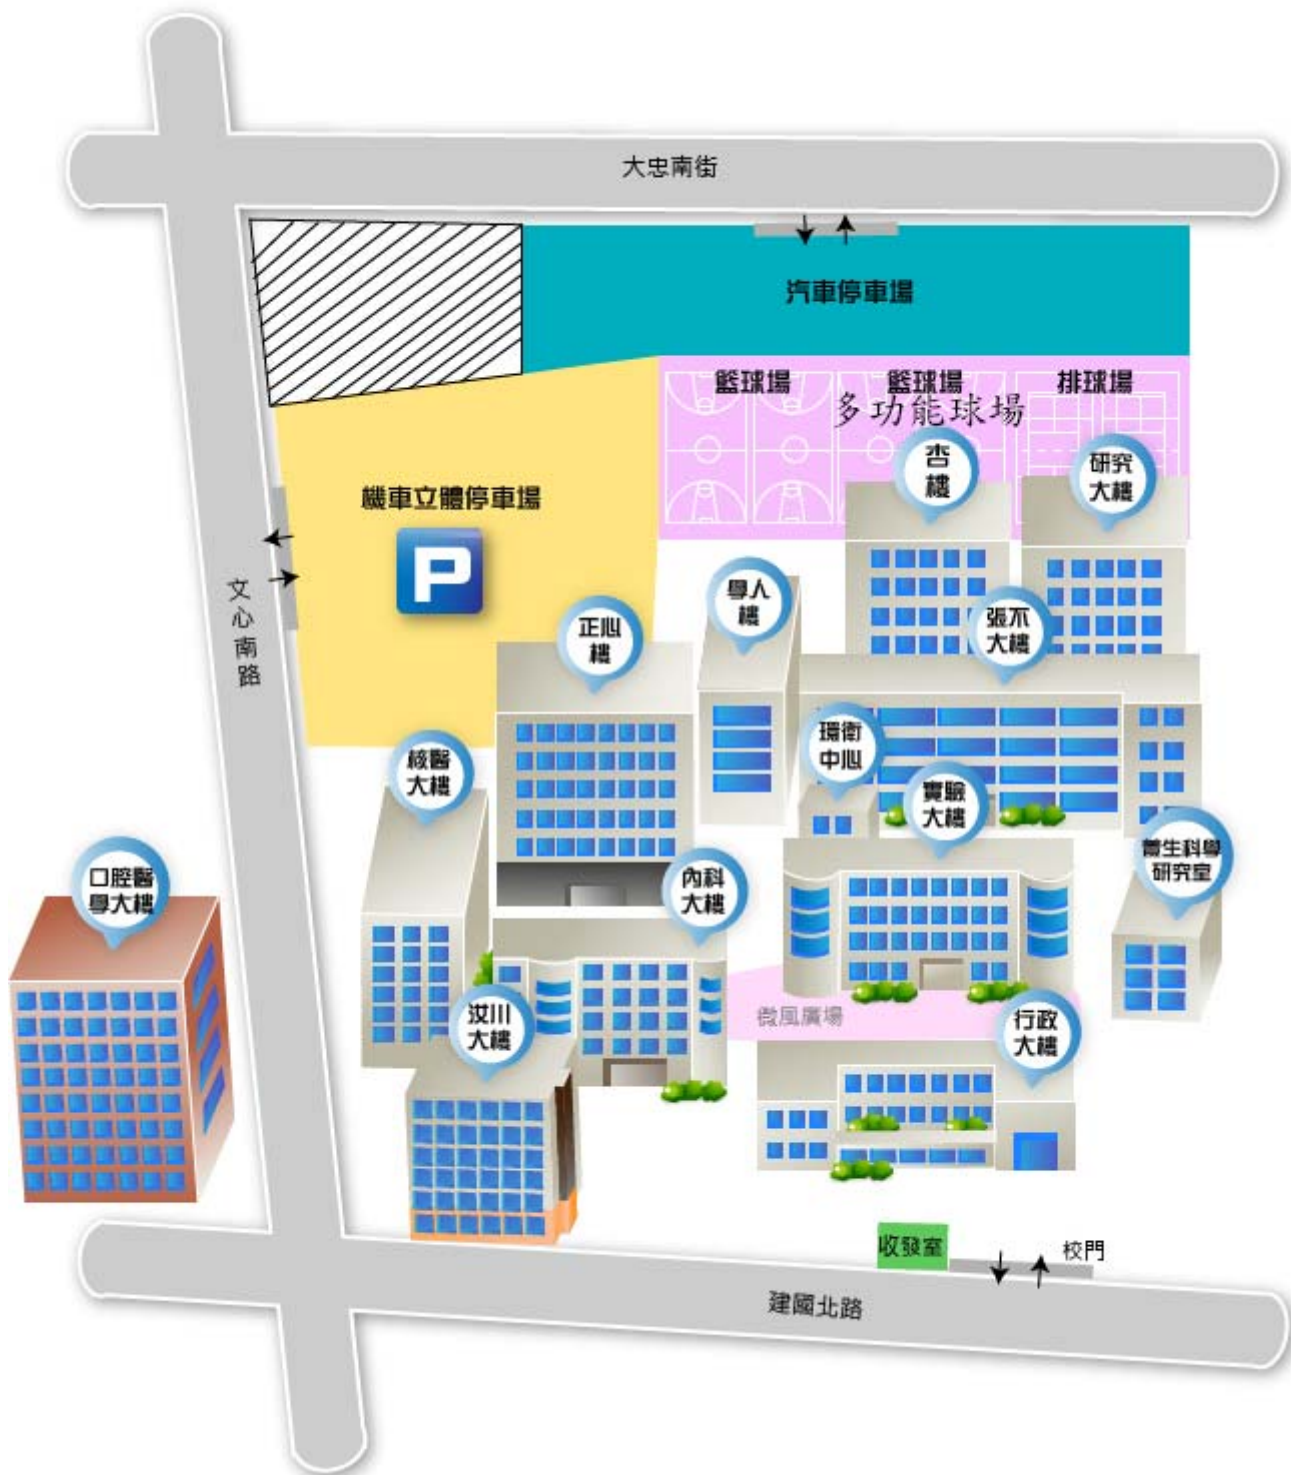 大忠南街
汽車停車場
籃球場
籃球場
排球場
多功能球場
杏
樓
研究
大樓
機車立體停車場
P
學人
樓
正心
樓
張不
大樓
文心南路
環衛
中心
核醫
大樓
實驗
大樓
養生科學
研究室
口腔醫
學大樓
內科
大樓
汝川
大樓
微風廣場
行政
大樓
收發室
校門
建國北路